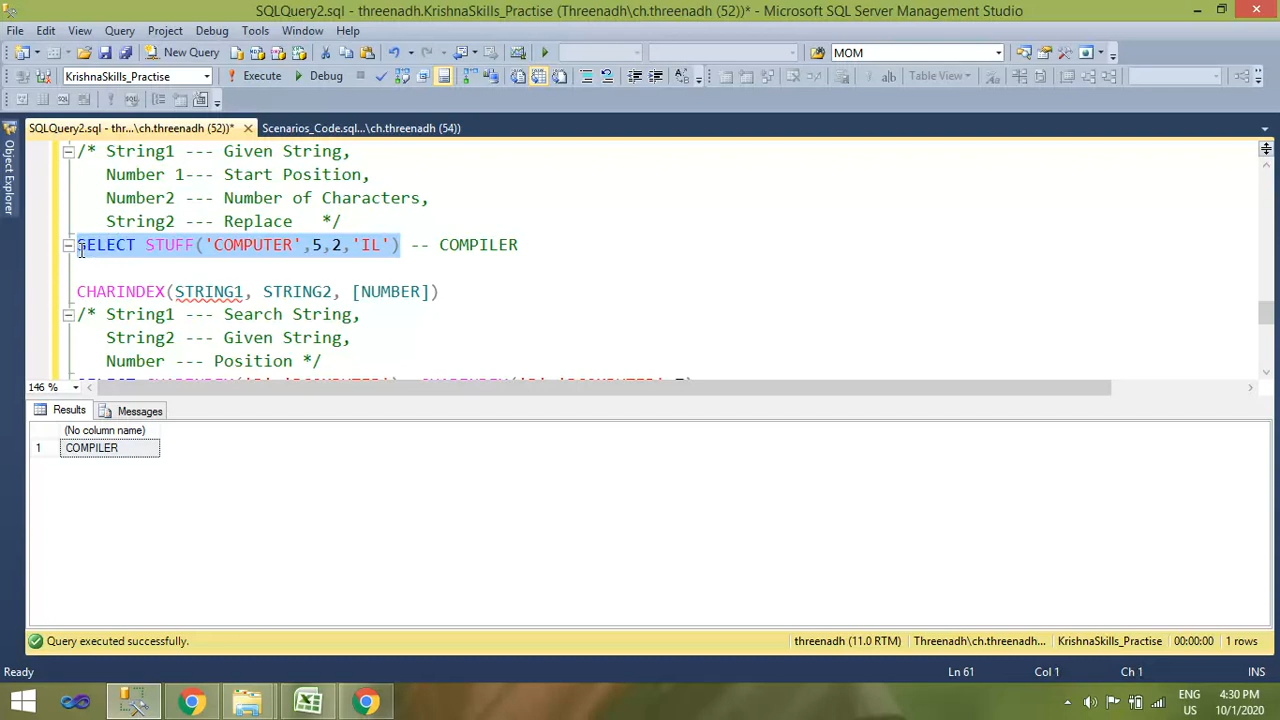 SQLQuery2.sql - threenadh.KrishnaSkills_Practise (Threenadh\ch.threenadh (52))* - Microsoft SQL Server Management Studio
File Edit View Query Project Debug Tools Window Help
New Query MOM
KrishnaSkills_Practise Execute Debug Table View
SQLQuery2.sql - thr...\ch.threenadh (52))* Scenarios_Code.sql...\ch.threenadh (54))
Object Explorer
/* String1 --- Given String,
Number 1--- Start Position,
Number2 --- Number of Characters,
String2 --- Replace */
SELECT STUFF('COMPUTER',5,2,'IL') -- COMPILER
CHARINDEX(STRING1, STRING2, [NUMBER])
/* String1 --- Search String,
String2 --- Given String,
Number --- Position */
146 %
Results Messages
(No column name)
1 COMPILER
Query executed successfully. threenadh (11.0 RTM) Threenadh\ch.threenadh... KrishnaSkills_Practise 00:00:00 1 rows
Ready Ln 61 Col 1 Ch 1 INS
ENG 4:30 PM
US 10/1/2020